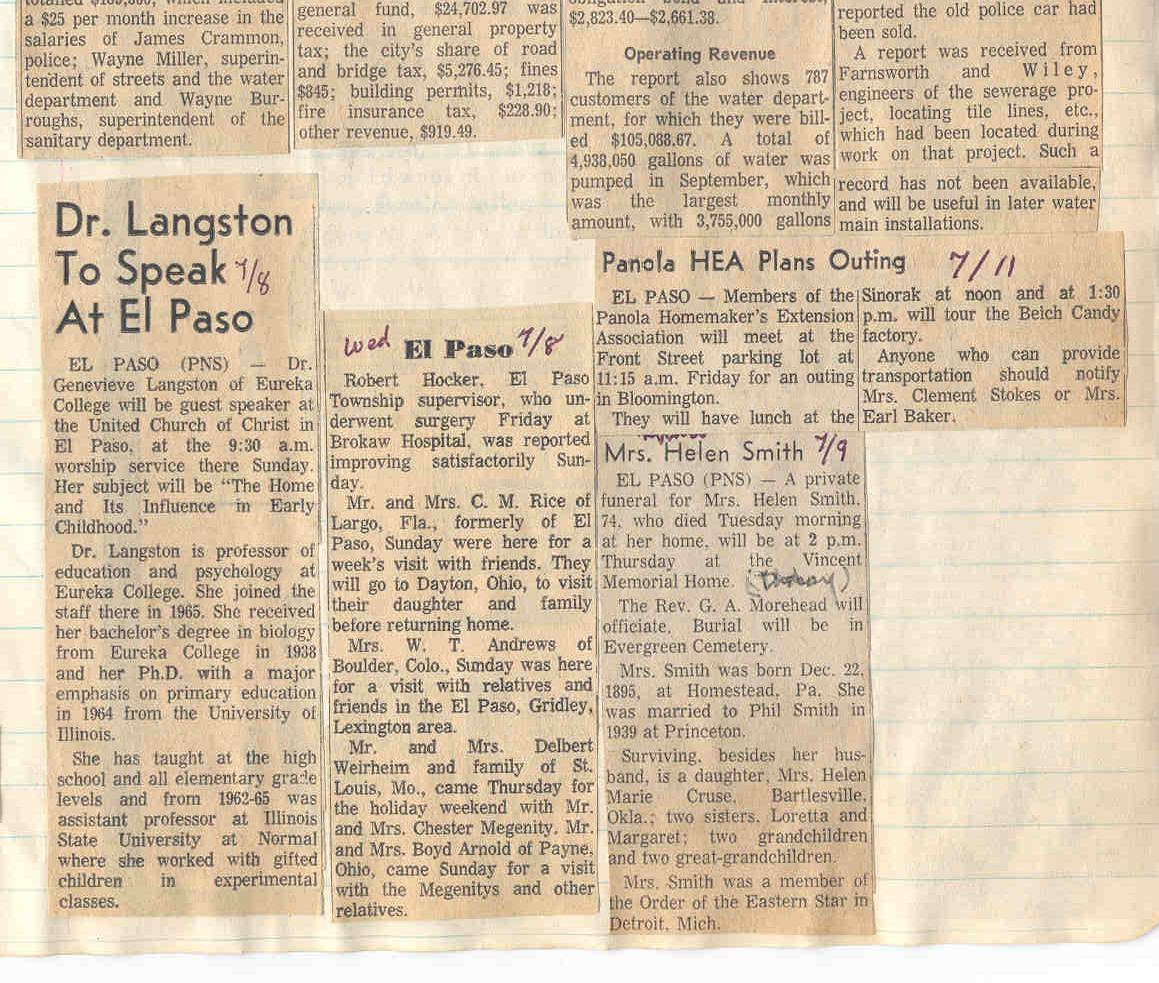 a $25 per month increase in the
salaries of James Crammon,
police; Wayne Miller, superin-
tendent of streets and the water
department and Wayne Bur-
roughs, superintendent of the
sanitary department.
general fund, $24,702.97 was
received in general property
tax; the city's share of road
and bridge tax, $5,276.45; fines
$845; building permits, $1,218;
fire insurance tax, $228.90;
other revenue, $919.49.
$2,823.40—$2,661.38.
Operating Revenue
The report also shows 787
customers of the water depart-
ment, for which they were bill-
ed $105,088.67. A total of
4,938,050 gallons of water was
pumped in September, which
was the largest monthly
amount, with 3,755,000 gallons
reported the old police car had
been sold.
A report was received from
Farnsworth and Wiley,
engineers of the sewerage pro-
ject, locating tile lines, etc.,
which had been located during
work on that project. Such a
record has not been available,
and will be useful in later water
main installations.
Dr. Langston
To Speak 7/8
At El Paso
EL PASO (PNS) — Dr.
Genevieve Langston of Eureka
College will be guest speaker at
the United Church of Christ in
El Paso, at the 9:30 a.m.
worship service there Sunday.
Her subject will be "The Home
and Its Influence in Early
Childhood."
Dr. Langston is professor of
education and psychology at
Eureka College. She joined the
staff there in 1965. She received
her bachelor's degree in biology
from Eureka College in 1938
and her Ph.D. with a major
emphasis on primary education
in 1964 from the University of
Illinois.
She has taught at the high
school and all elementary grade
levels and from 1962-65 was
assistant professor at Illinois
State University at Normal
where she worked with gifted
children in experimental
classes.
Wed El Paso 7/8
Robert Hocker, El Paso
Township supervisor, who un-
derwent surgery Friday at
Brokaw Hospital, was reported
improving satisfactorily Sun-
day.
Mr. and Mrs. C. M. Rice of
Largo, Fla., formerly of El
Paso, Sunday were here for a
week's visit with friends. They
will go to Dayton, Ohio, to visit
their daughter and family
before returning home.
Mrs. W. T. Andrews of
Boulder, Colo., Sunday was here
for a visit with relatives and
friends in the El Paso, Gridley,
Lexington area.
Mr. and Mrs. Delbert
Weirheim and family of St.
Louis, Mo., came Thursday for
the holiday weekend with Mr.
and Mrs. Chester Megenity. Mr.
and Mrs. Boyd Arnold of Payne,
Ohio, came Sunday for a visit
with the Megenitys and other
relatives.
Panola HEA Plans Outing 7/11
EL PASO — Members of the
Panola Homemaker's Extension
Association will meet at the
Front Street parking lot at
11:15 a.m. Friday for an outing
in Bloomington.
They will have lunch at the
Sinorak at noon and at 1:30
p.m. will tour the Beich Candy
factory.
Anyone who can provide
transportation should notify
Mrs. Clement Stokes or Mrs.
Earl Baker.
Mrs. Helen Smith 7/9
EL PASO (PNS) — A private
funeral for Mrs. Helen Smith,
74, who died Tuesday morning
at her home, will be at 2 p.m.
Thursday at the Vincent
Memorial Home.
The Rev. G. A. Morehead will
officiate. Burial will be in
Evergreen Cemetery.
Mrs. Smith was born Dec. 22,
1895, at Homestead, Pa. She
was married to Phil Smith in
1939 at Princeton.
Surviving, besides her hus-
band, is a daughter, Mrs. Helen
Marie Cruse, Bartlesville,
Okla.; two sisters, Loretta and
Margaret; two grandchildren
and two great-grandchildren.
Mrs. Smith was a member of
the Order of the Eastern Star in
Detroit, Mich.